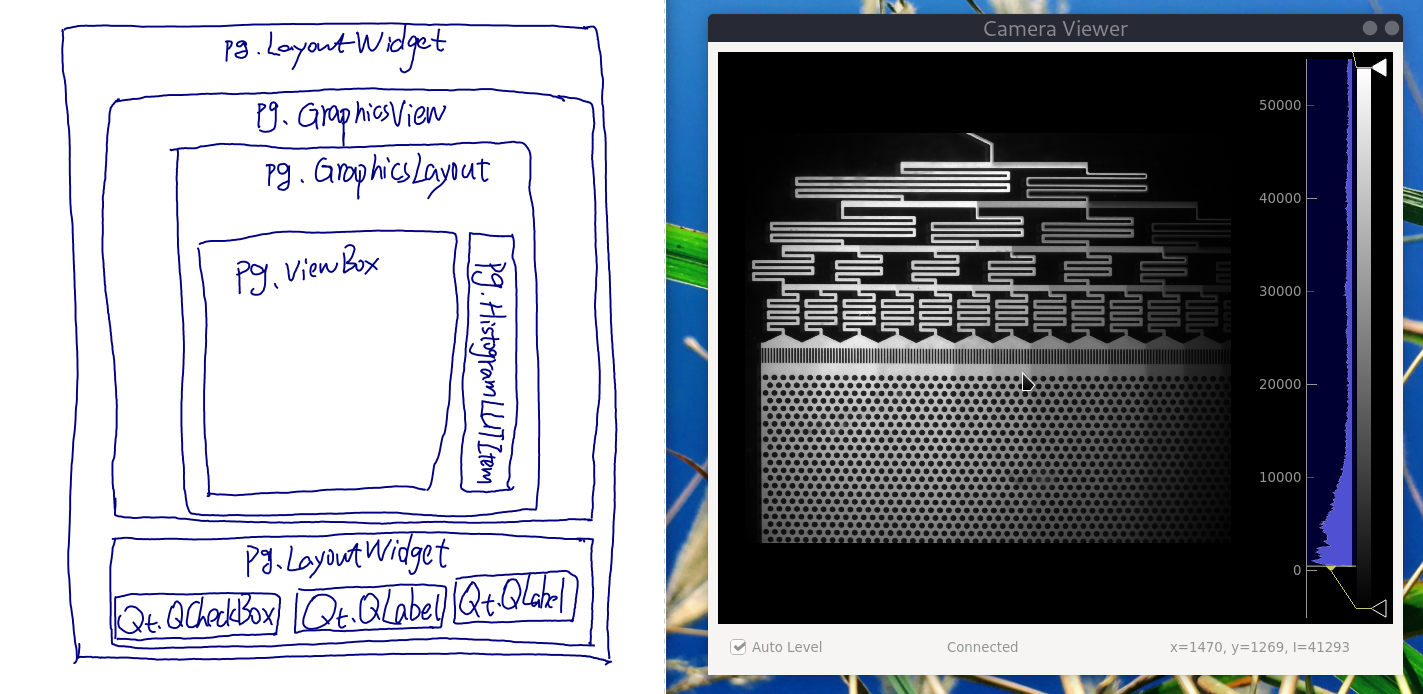 pg.LayoutWidget
pg.GraphicsView
pg.GraphicsLayout
pg.ViewBox
pg.HistogramLUTItem
pg.LayoutWidget
Qt.QCheckBox
Qt.QLabel
Qt.QLabel
Camera Viewer
50000
40000
30000
20000
10000
0
Auto Level
Connected
x=1470, y=1269, I=41293